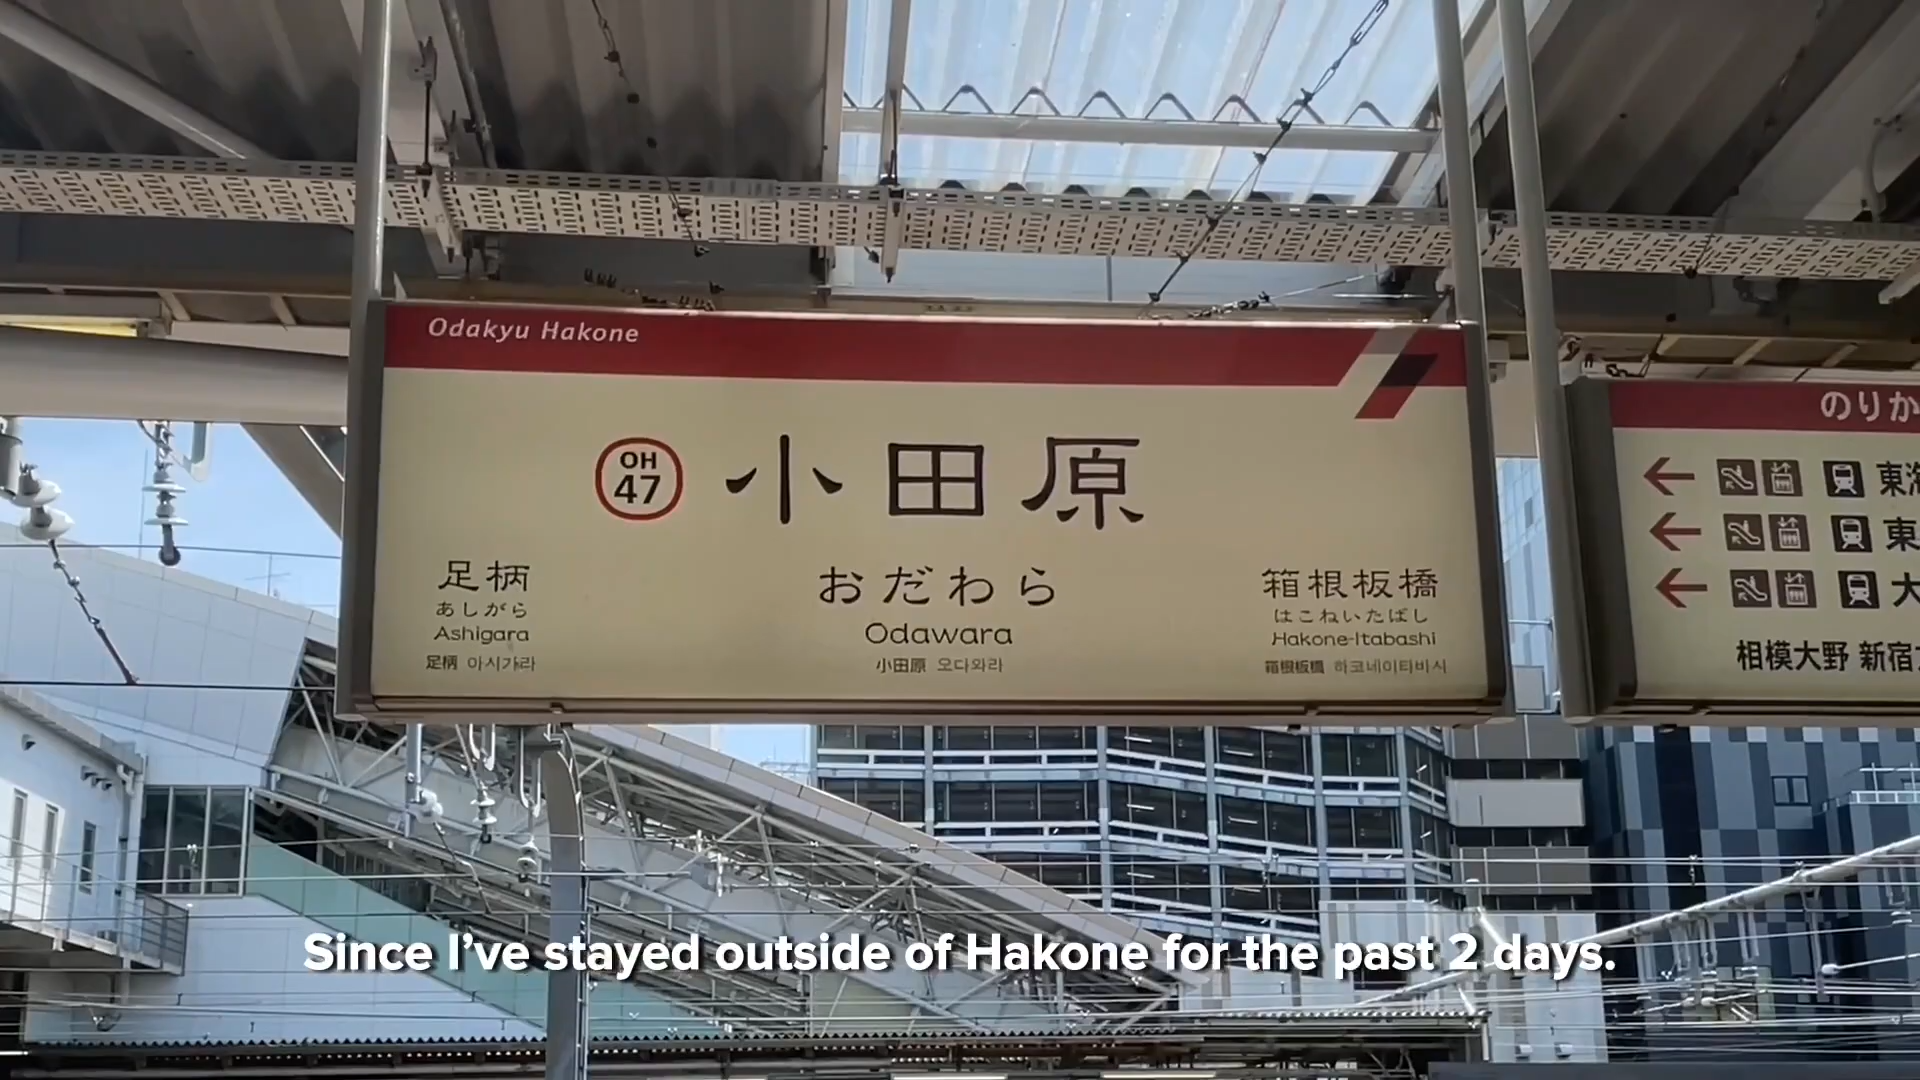 Odakyu Hakone
OH
47
小田原
おだわら
Odawara
小田原 오다와라
足柄
あしがら
Ashigara
足柄 아시가라
箱根板橋
はこねいたばし
Hakone-Itabashi
箱根板橋 하코네이타바시
のりか
東海
東
大
相模大野 新宿
Since I've stayed outside of Hakone for the past 2 days.